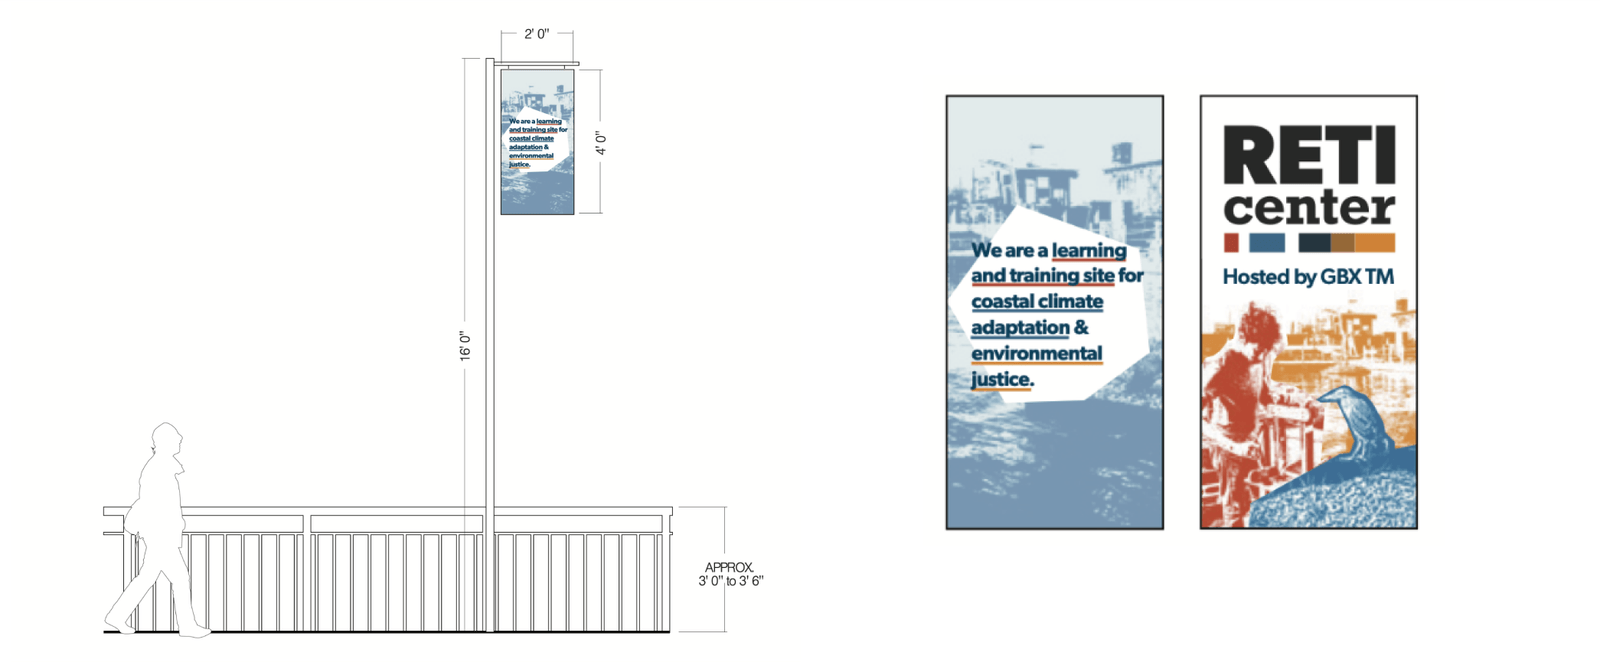 2' 0"
We are a learning
and training site for
coastal climate
adaptation &
environmental
justice.
4' 0"
16' 0"
APPROX.
3' 0" to 3' 6"
We are a learning
and training site for
coastal climate
adaptation &
environmental
justice.
RETI
center
Hosted by GBX TM